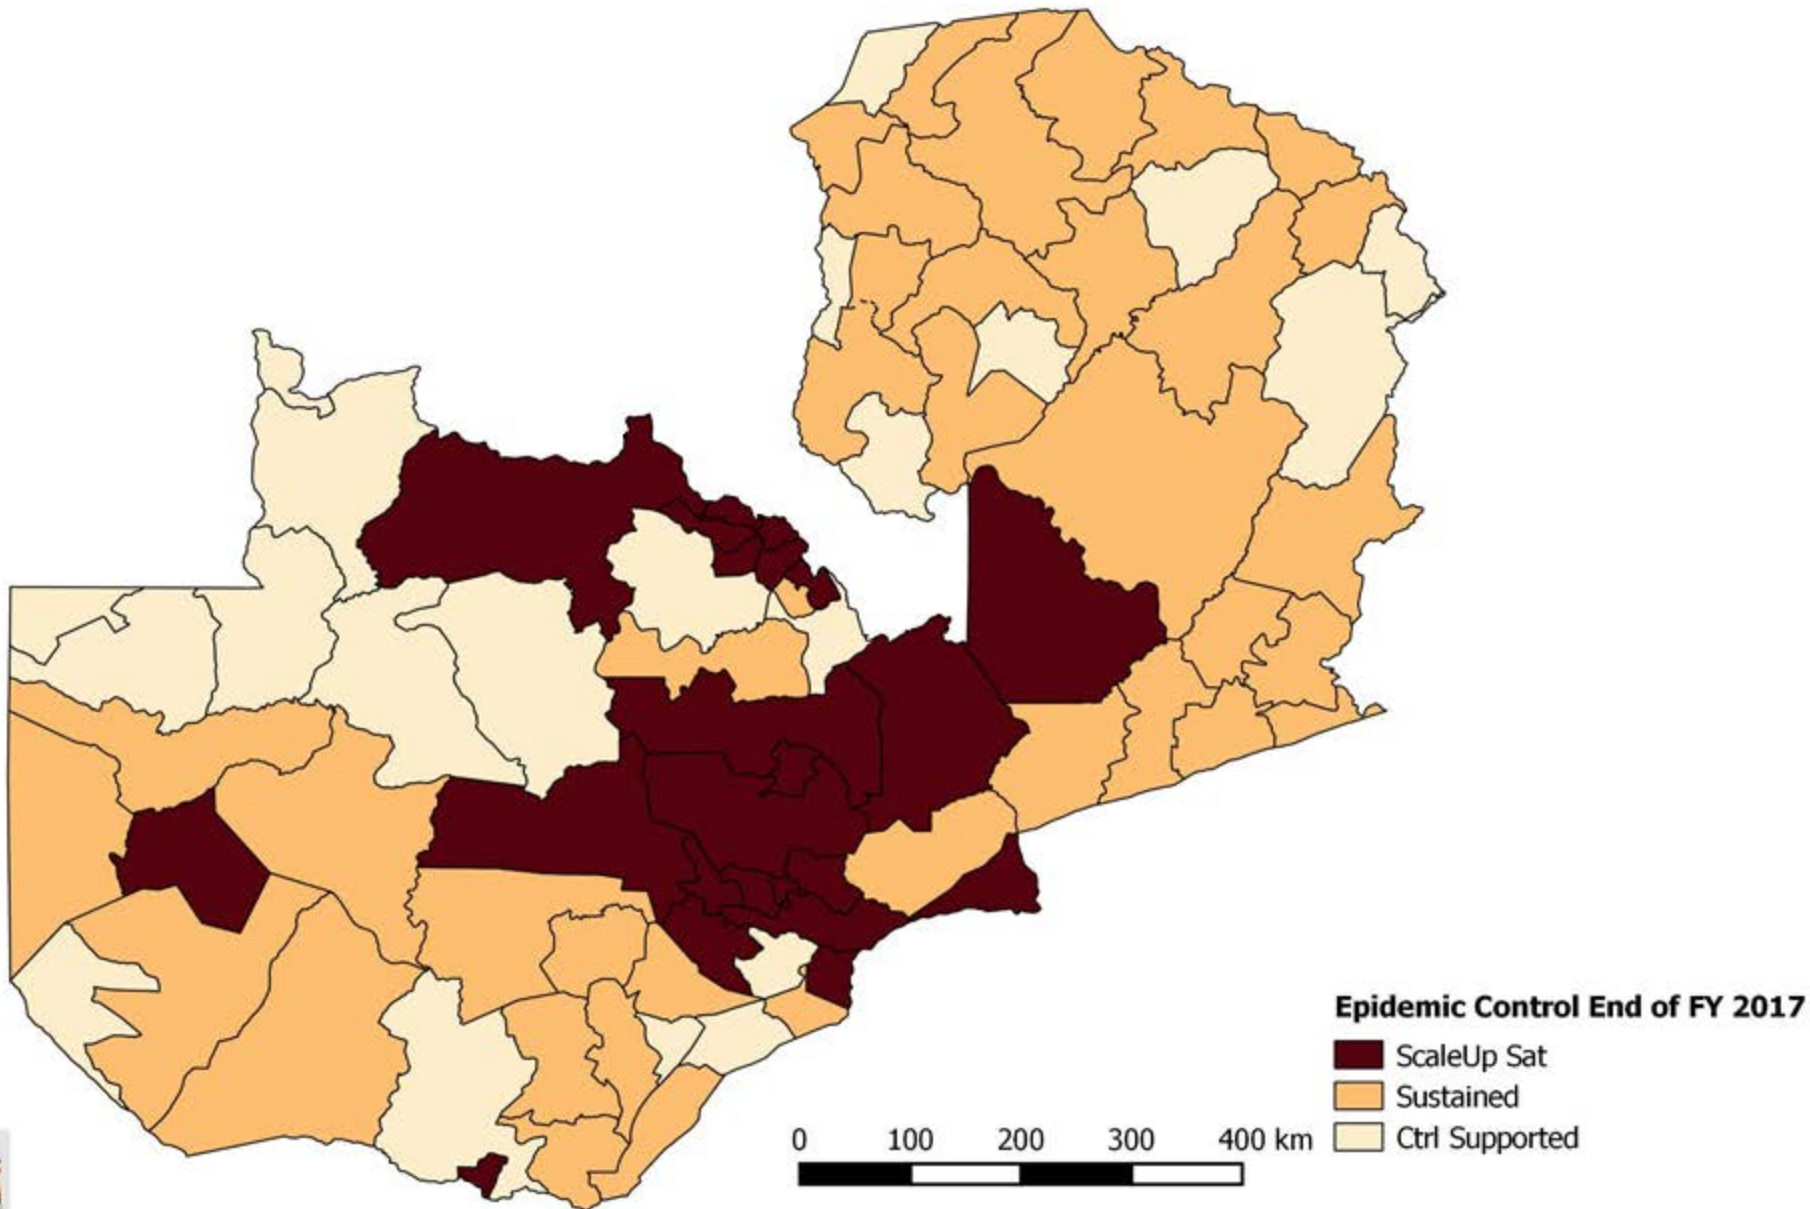 Epidemic Control End of FY 2017
ScaleUp Sat
Sustained
Ctrl Supported
0 100 200 300 400 km